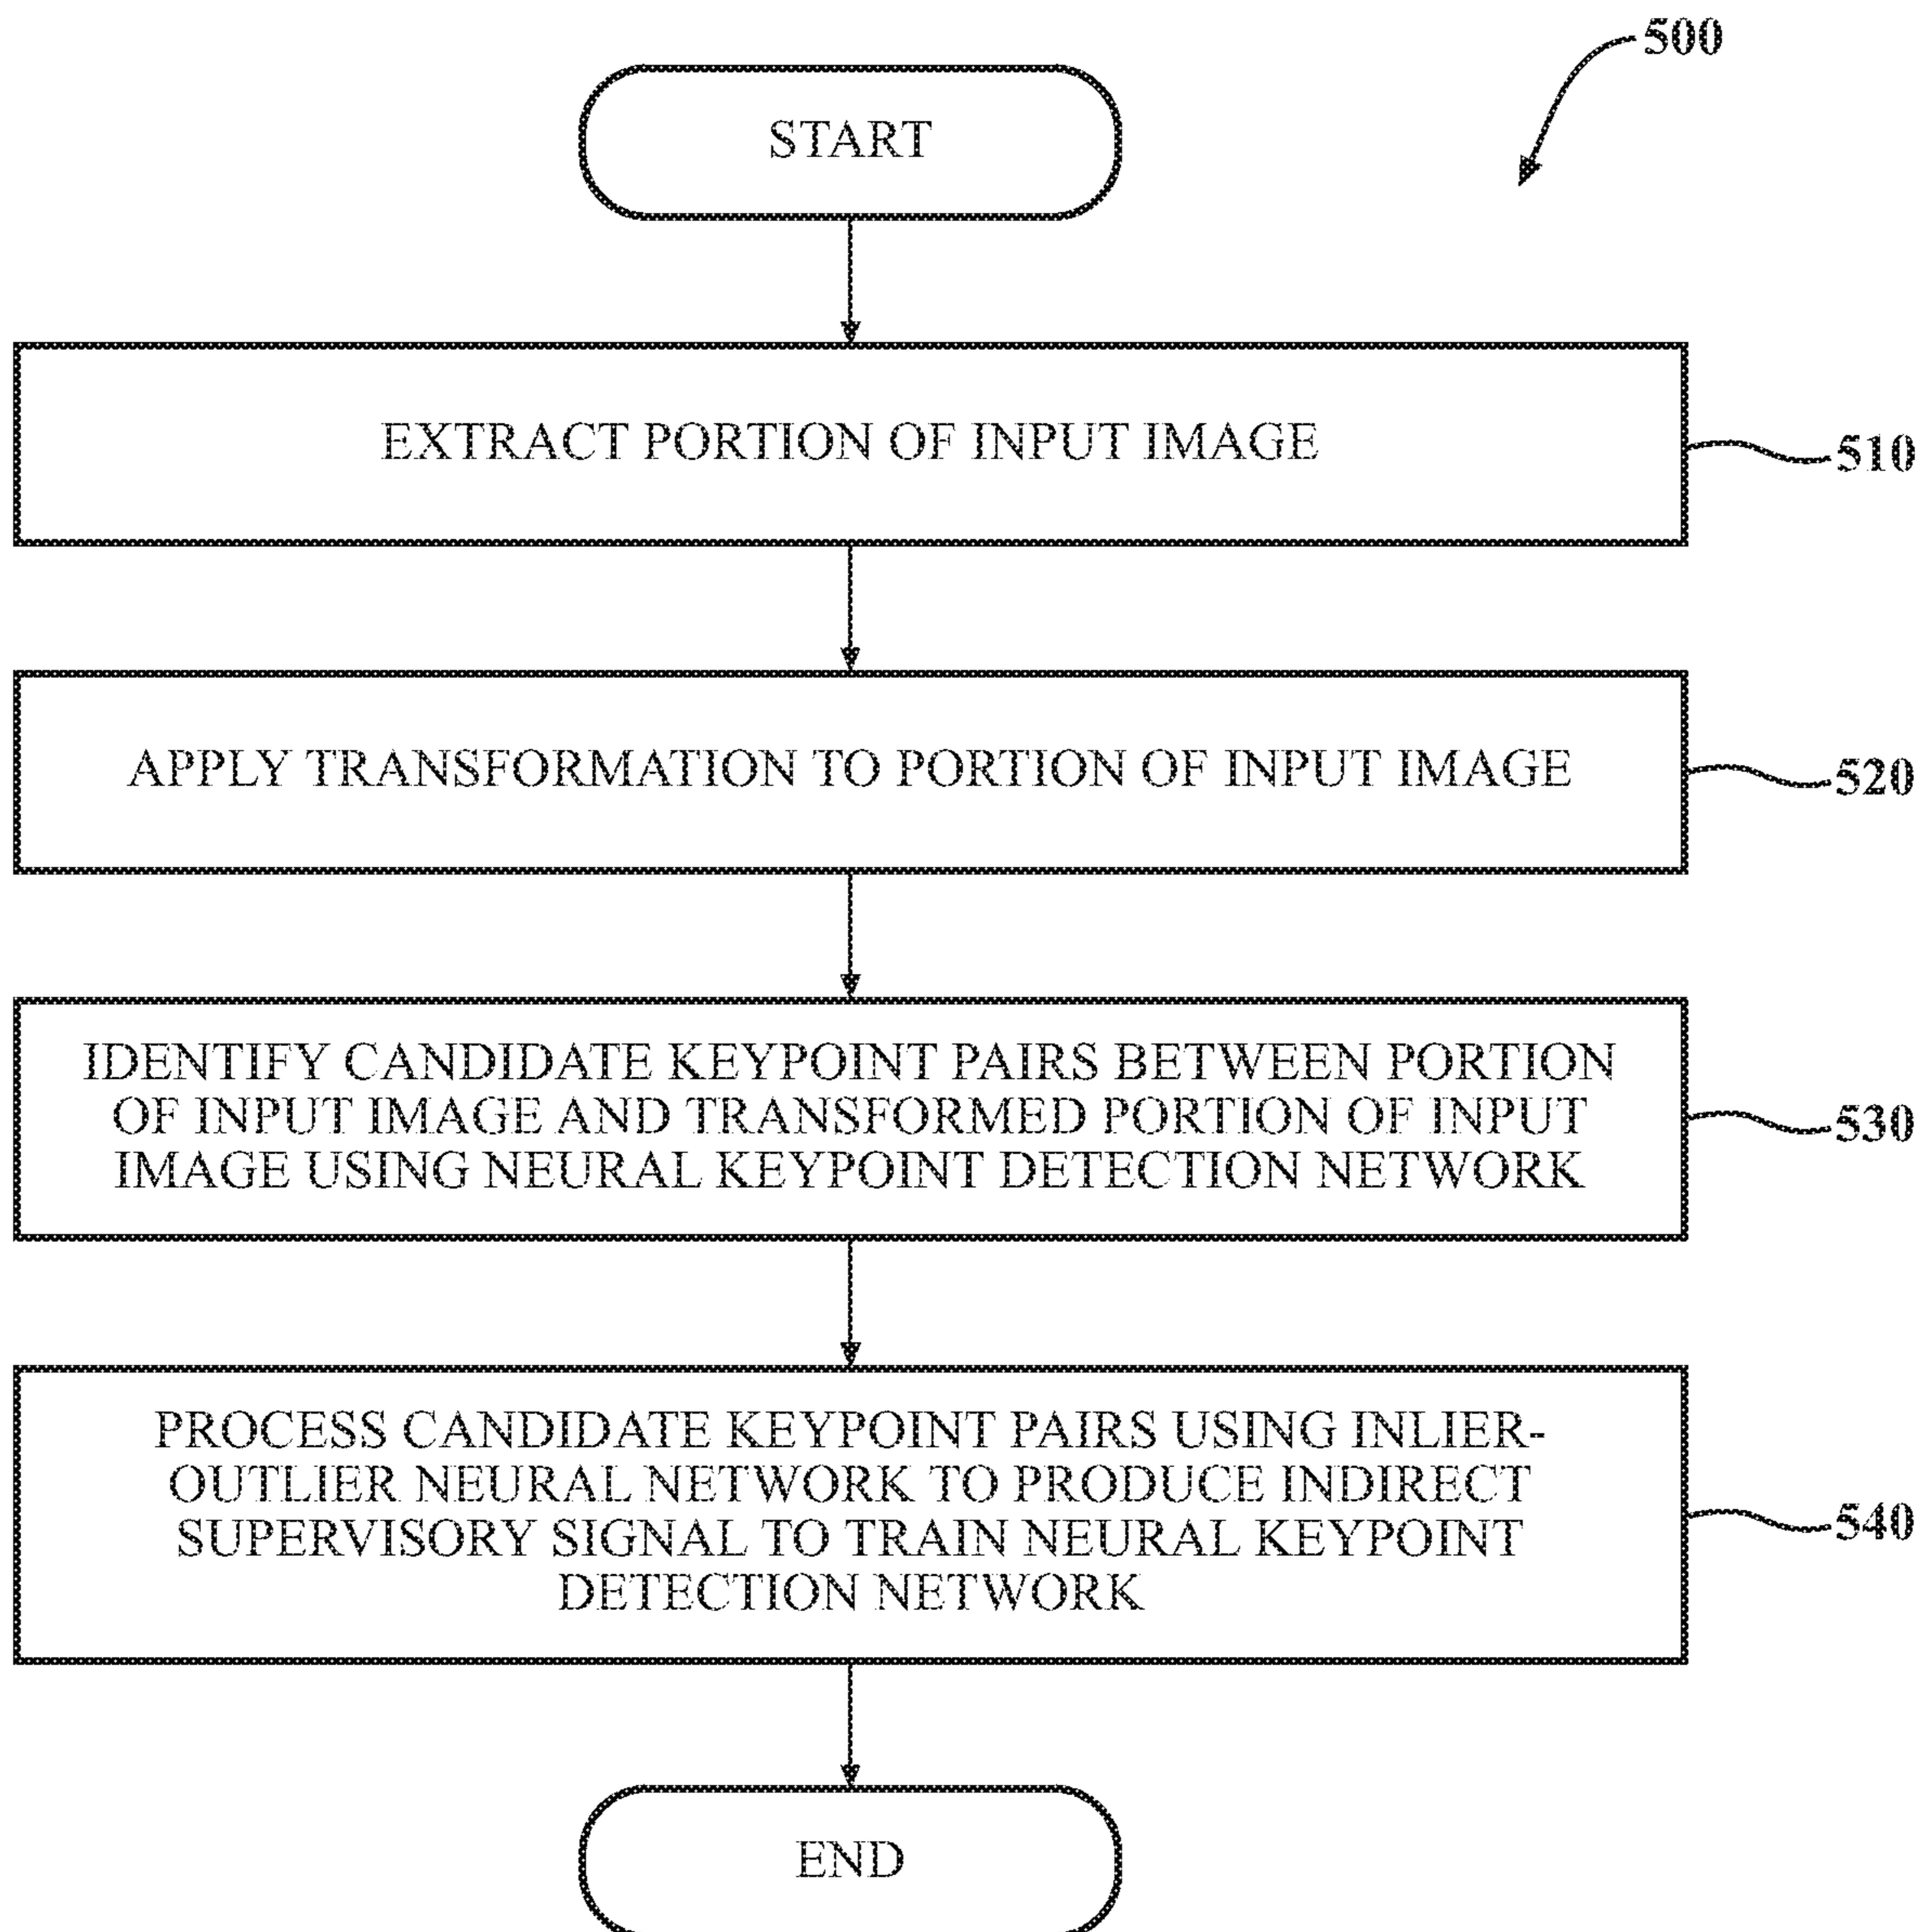 500
START
EXTRACT PORTION OF INPUT IMAGE
510
APPLY TRANSFORMATION TO PORTION OF INPUT IMAGE
520
IDENTIFY CANDIDATE KEYPOINT PAIRS BETWEEN PORTION
OF INPUT IMAGE AND TRANSFORMED PORTION OF INPUT
IMAGE USING NEURAL KEYPOINT DETECTION NETWORK
530
PROCESS CANDIDATE KEYPOINT PAIRS USING INLIER-
OUTLIER NEURAL NETWORK TO PRODUCE INDIRECT
SUPERVISORY SIGNAL TO TRAIN NEURAL KEYPOINT
DETECTION NETWORK
540
END